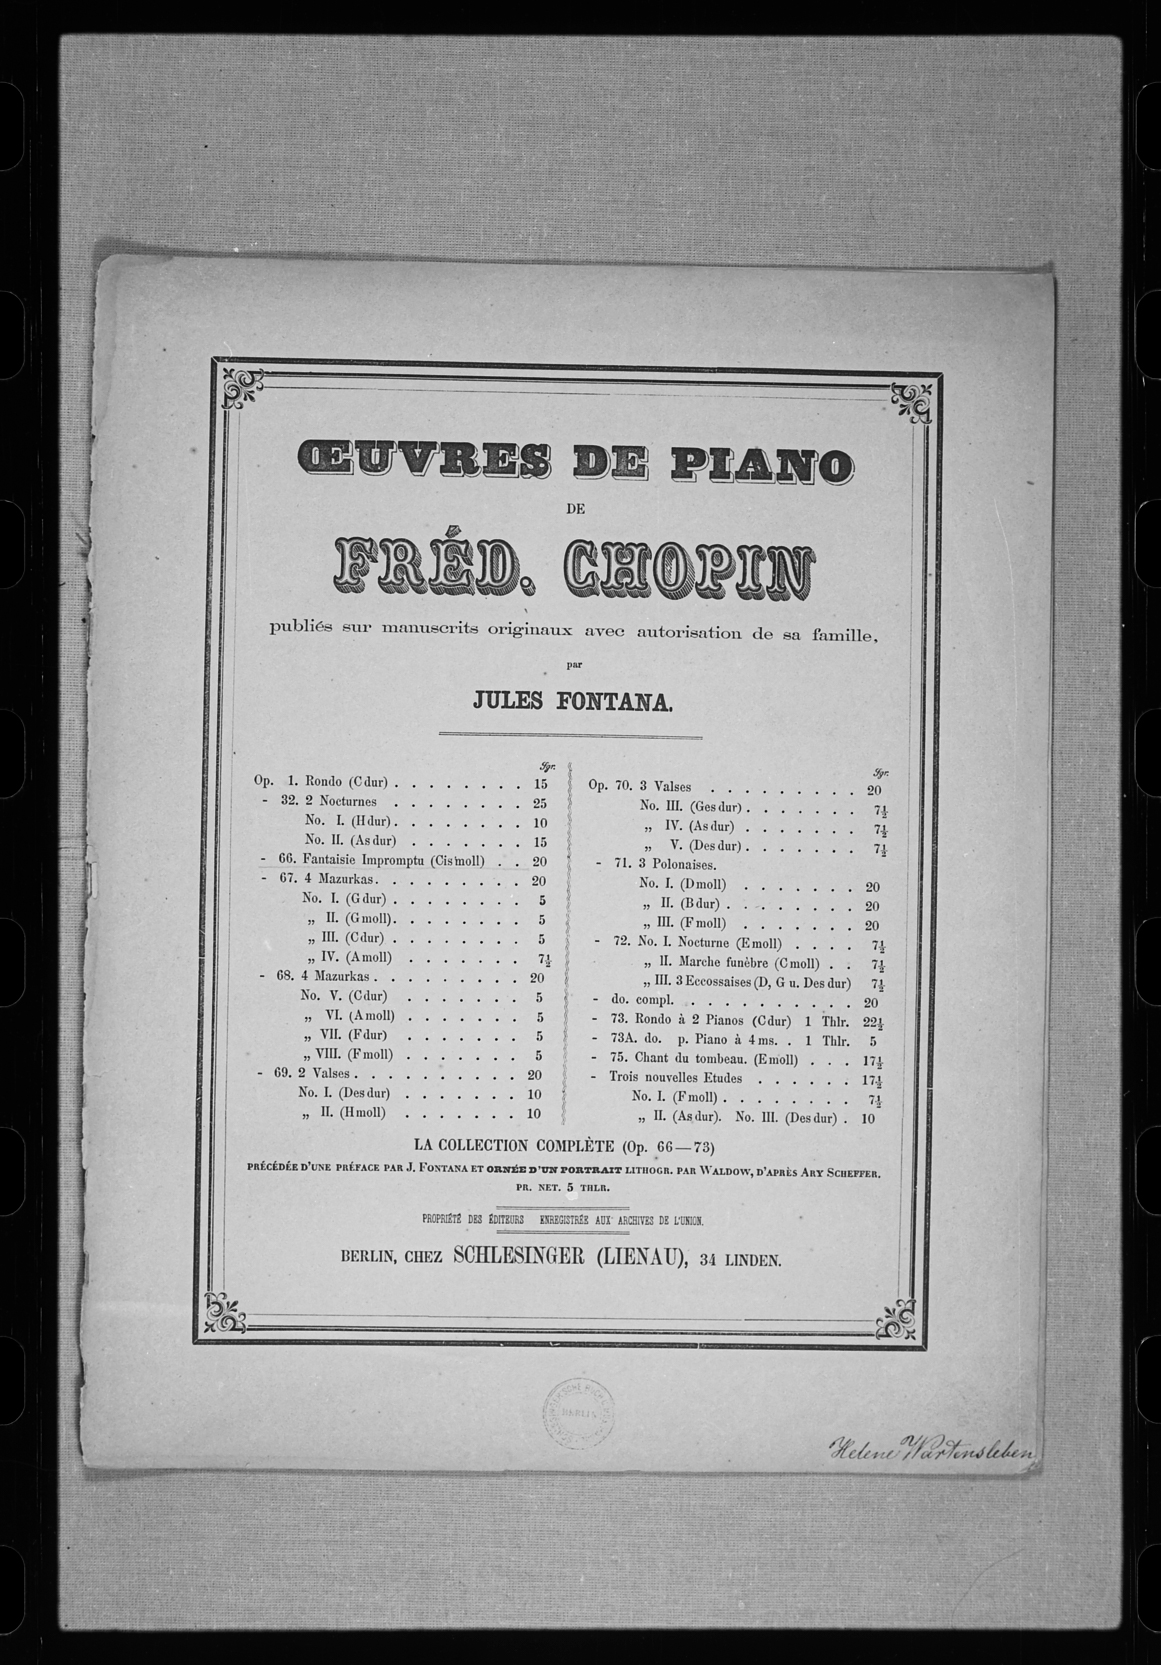 ŒUVRES DE PIANO
DE
FRÉD. CHOPIN
publiés sur manuscrits originaux avec autorisation de sa famille,
par
JULES FONTANA.
Sgr.
Op. 1. Rondo (C dur) . . . . . . . . 15
- 32. 2 Nocturnes . . . . . . . . 25
No. I. (H dur) . . . . . . . . 10
No. II. (As dur) . . . . . . . 15
- 66. Fantaisie Impromptu (Cis moll) . . 20
- 67. 4 Mazurkas . . . . . . . . . 20
No. I. (G dur) . . . . . . . . 5
„ II. (G moll) . . . . . . . . 5
„ III. (C dur) . . . . . . . . 5
„ IV. (A moll) . . . . . . . 7½
- 68. 4 Mazurkas . . . . . . . . . 20
No. V. (C dur) . . . . . . . 5
„ VI. (A moll) . . . . . . . 5
„ VII. (F dur) . . . . . . . 5
„ VIII. (F moll) . . . . . . . 5
- 69. 2 Valses . . . . . . . . . . 20
No. I. (Des dur) . . . . . . . 10
„ II. (H moll) . . . . . . . 10
Sgr.
Op. 70. 3 Valses . . . . . . . . . 20
No. III. (Ges dur) . . . . . . . 7½
„ IV. (As dur) . . . . . . . 7½
„ V. (Des dur) . . . . . . . 7½
- 71. 3 Polonaises.
No. I. (D moll) . . . . . . . 20
„ II. (B dur) . . . . . . . . 20
„ III. (F moll) . . . . . . . 20
- 72. No. I. Nocturne (E moll) . . . . 7½
„ II. Marche funèbre (C moll) . . 7½
„ III. 3 Eccossaises (D, G u. Des dur) 7½
- do. compl. . . . . . . . . . . 20
- 73. Rondo à 2 Pianos (C dur) 1 Thlr. 22½
- 73A. do. p. Piano à 4 ms. . 1 Thlr. 5
- 75. Chant du tombeau. (E moll) . . . 17½
- Trois nouvelles Etudes . . . . . . 17½
No. I. (F moll) . . . . . . . . 7½
„ II. (As dur). No. III. (Des dur) . 10
LA COLLECTION COMPLÈTE (Op. 66—73)
PRÉCÉDÉE D'UNE PRÉFACE PAR J. FONTANA ET ORNÉE D'UN PORTRAIT LITHOGR. PAR WALDOW, D'APRÈS ARY SCHEFFER.
PR. NET. 5 THLR.
PROPRIÉTÉ DES ÉDITEURS ENREGISTRÉE AUX ARCHIVES DE L'UNION.
BERLIN, CHEZ SCHLESINGER (LIENAU), 34 LINDEN.
BERLIN
Helene Wartensleben